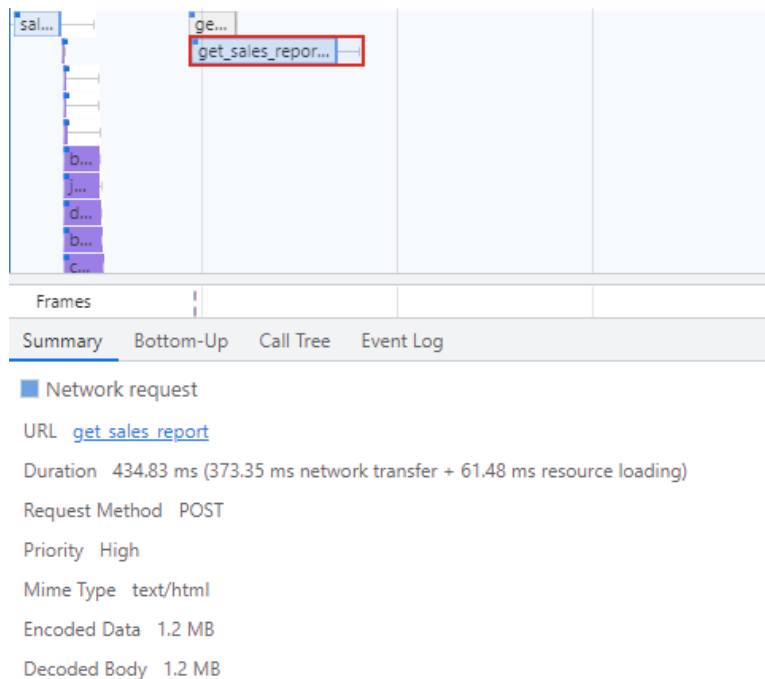 sal...
ge...
get_sales_repor...
b...
j...
d...
b...
c...
Frames
Summary Bottom-Up Call Tree Event Log
Network request
URL get_sales_report
Duration 434.83 ms (373.35 ms network transfer + 61.48 ms resource loading)
Request Method POST
Priority High
Mime Type text/html
Encoded Data 1.2 MB
Decoded Body 1.2 MB